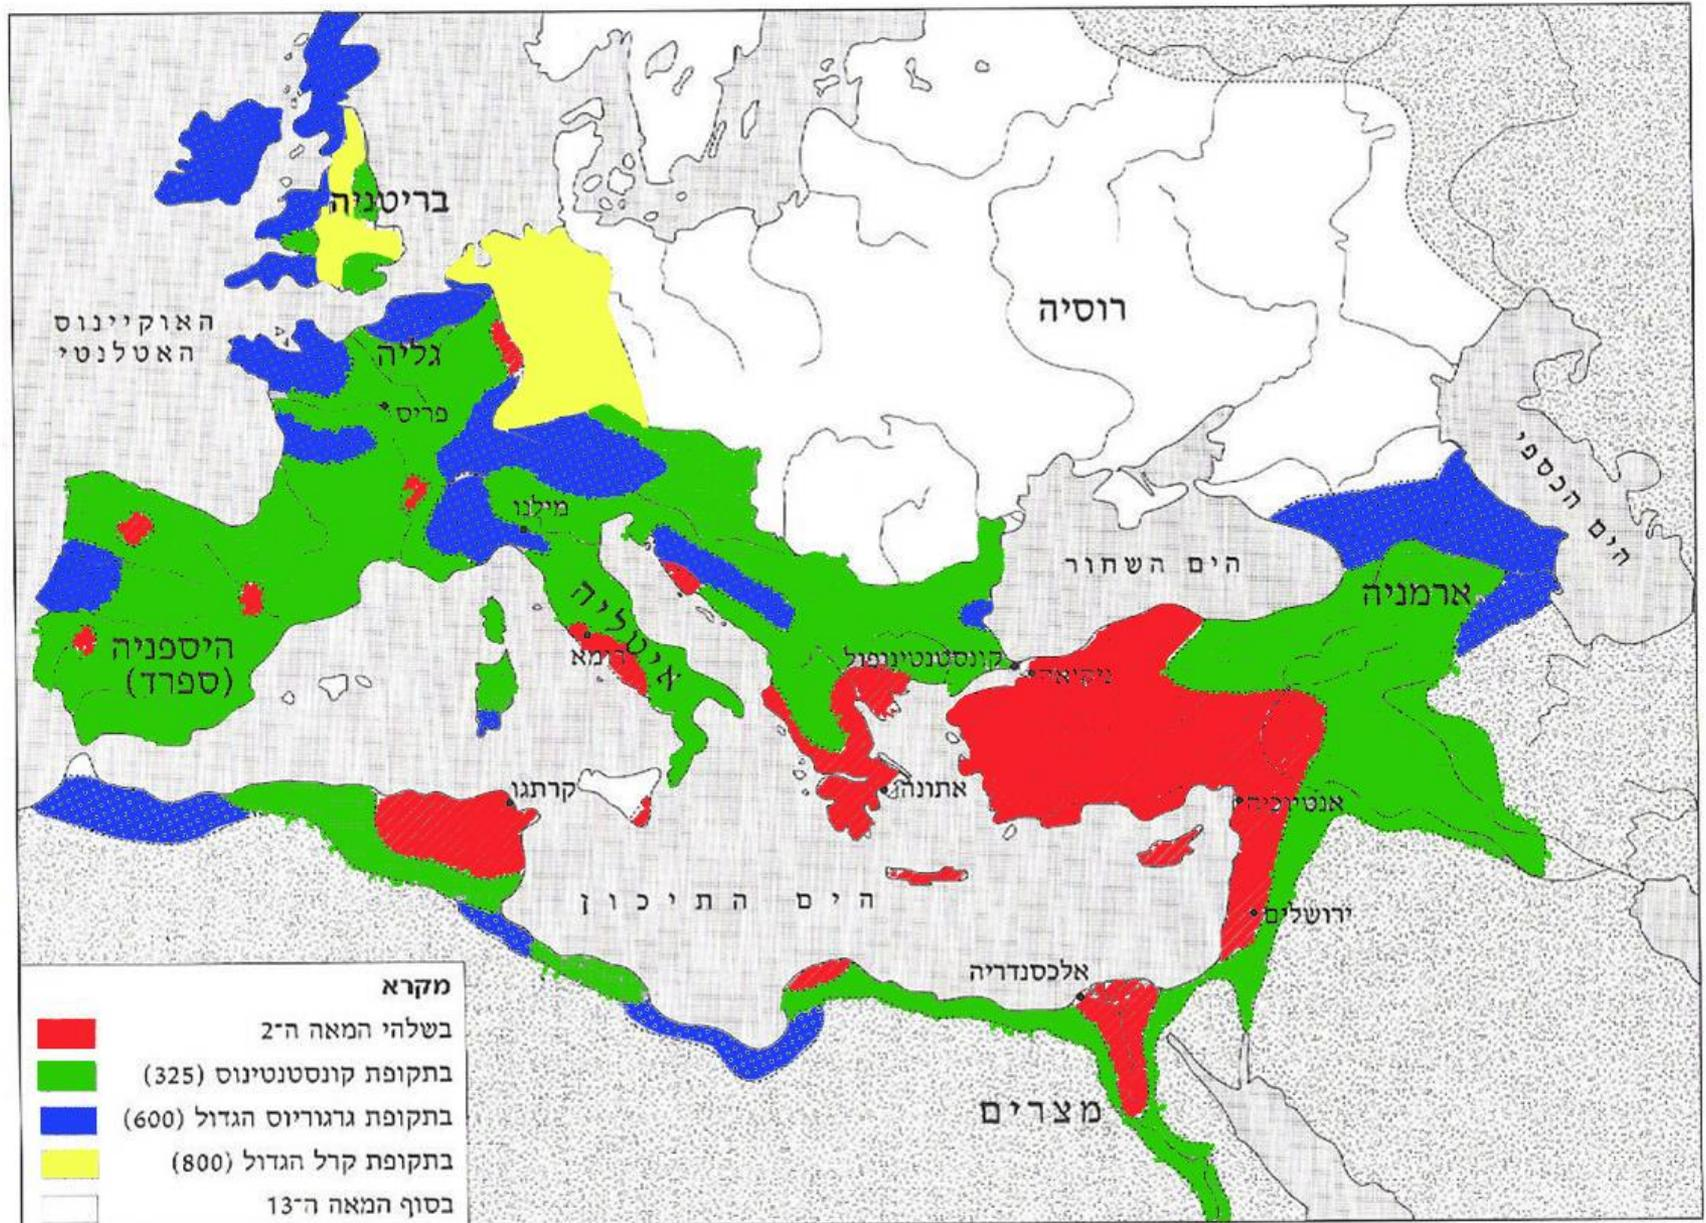 בריטניה
האוקיינוס
האטלנטי
גליה
פריס
רוסיה
מילנו
הים הכספי
הים השחור
ארמניה
איטליה
רומא
היספניה
(ספרד)
קונסטנטינופול
ניקיאה
קרתגו
אתונה
אנטיוכיה
הים התיכון
ירושלים
אלכסנדריה
מצרים
מקרא
בשלהי המאה ה־2
בתקופת קונסטנטינוס (325)
בתקופת גרגוריוס הגדול (600)
בתקופת קרל הגדול (800)
בסוף המאה ה־13